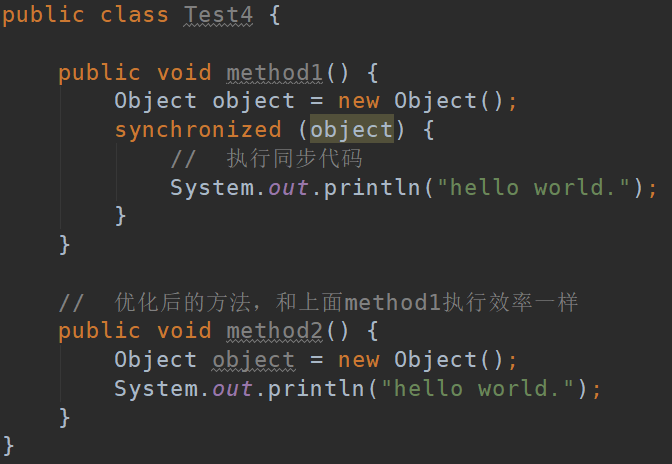 public class Test4 {
public void method1() {
Object object = new Object();
synchronized (object) {
// 执行同步代码
System.out.println("hello world.");
}
}
// 优化后的方法，和上面method1执行效率一样
public void method2() {
Object object = new Object();
System.out.println("hello world.");
}
}